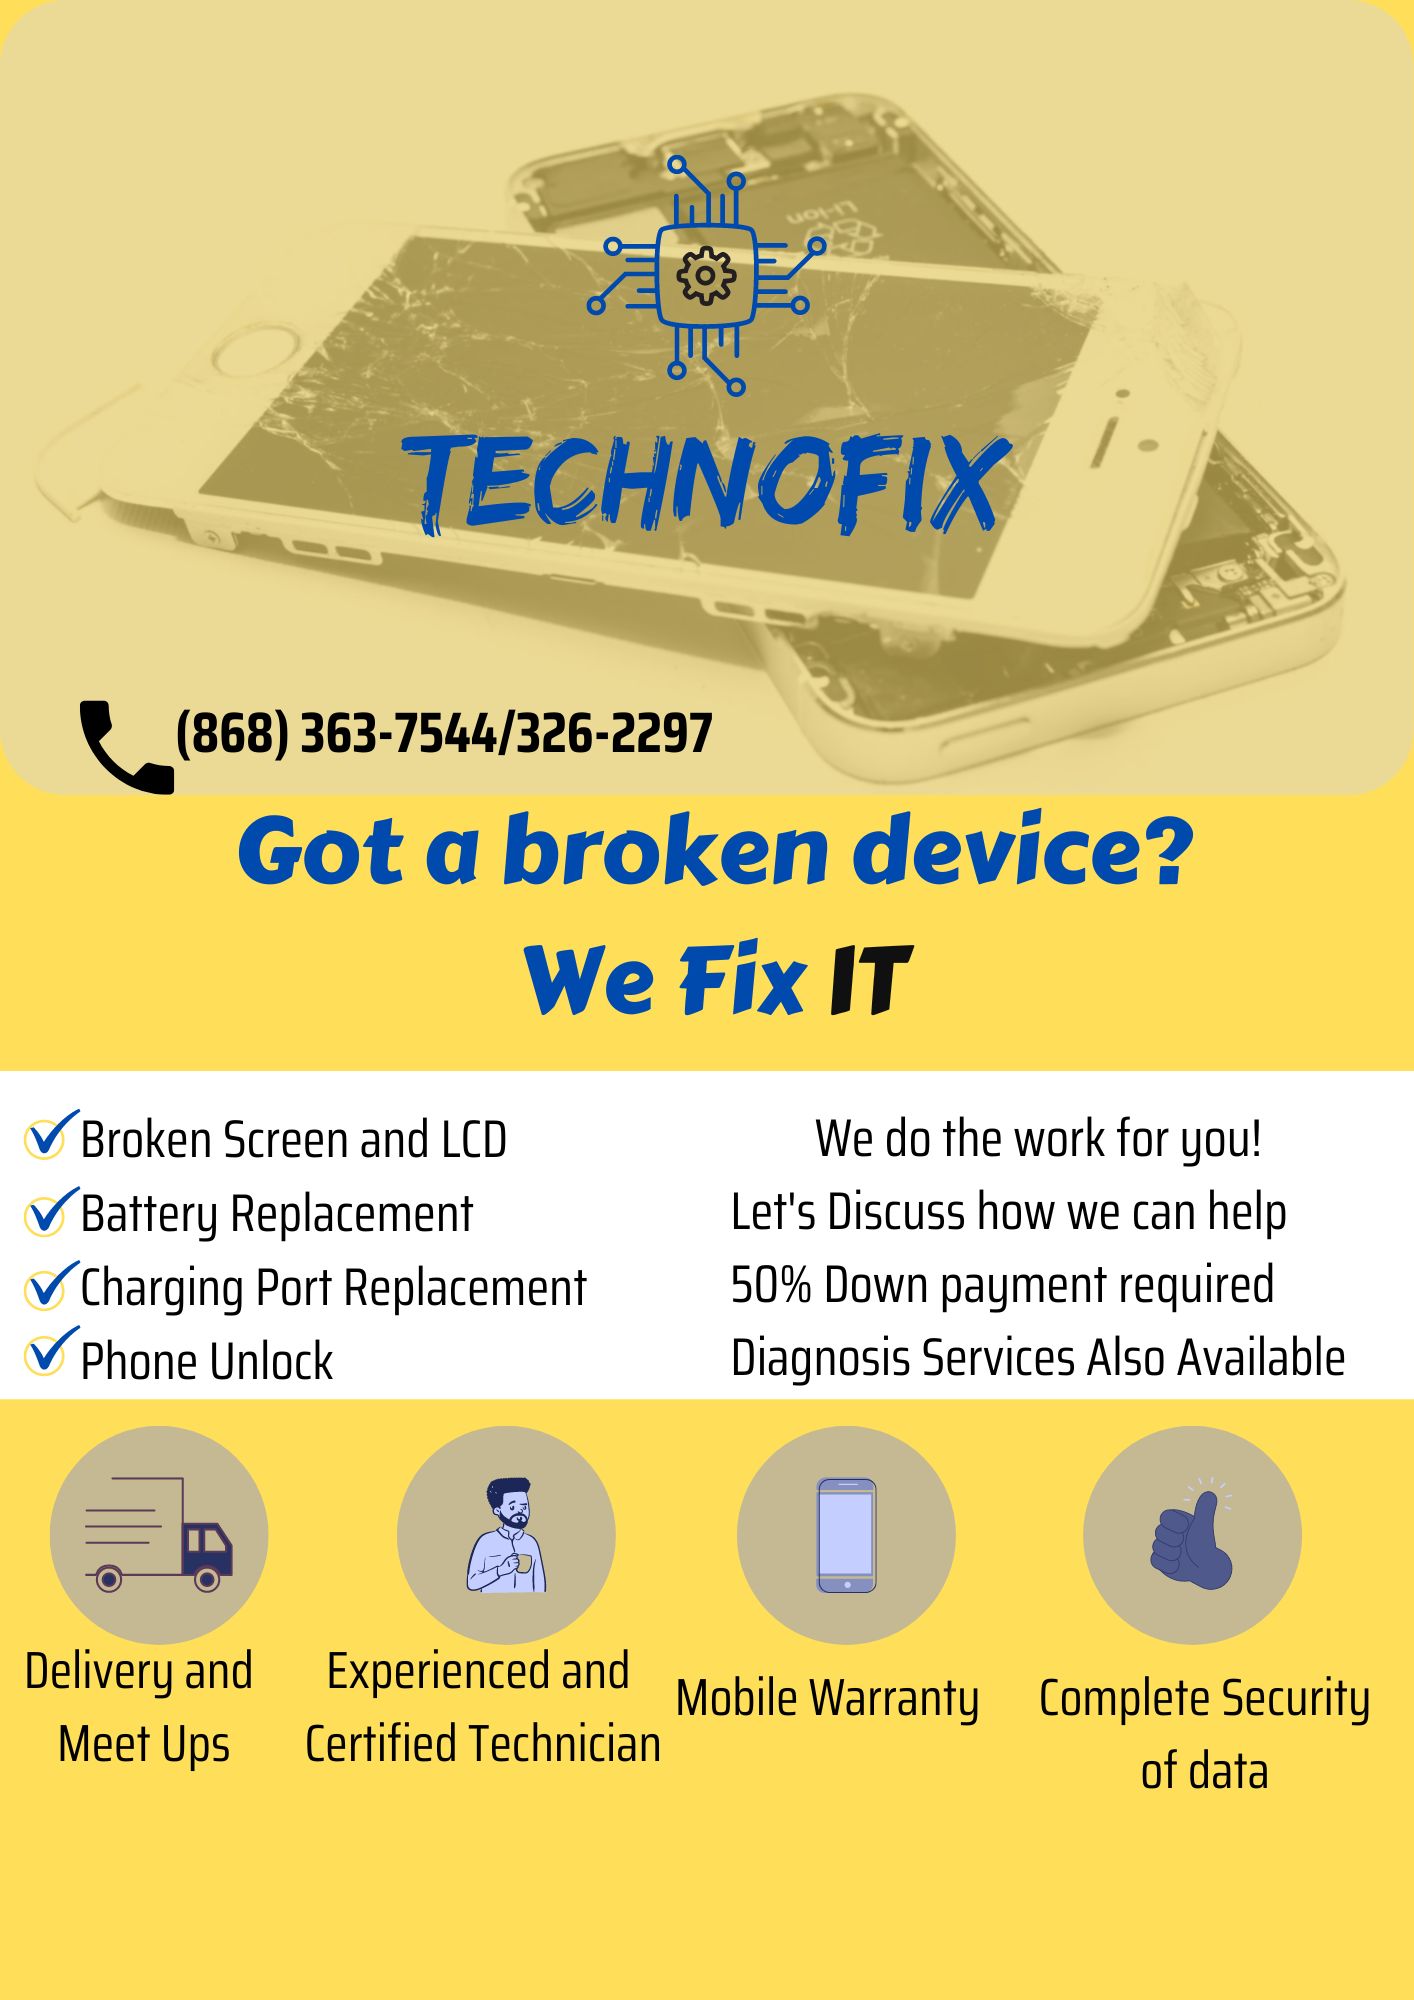 Li-Ion
TECHNOFIX
(868) 363-7544/326-2297
Got a broken device?
We Fix IT
Broken Screen and LCD
Battery Replacement
Charging Port Replacement
Phone Unlock
We do the work for you!
Let's Discuss how we can help
50% Down payment required
Diagnosis Services Also Available
Delivery and
Meet Ups
Experienced and
Certified Technician
Mobile Warranty
Complete Security
of data